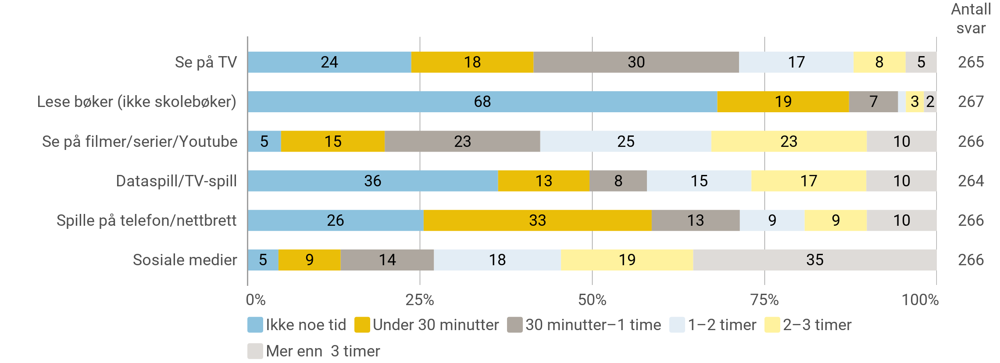 Antall
svar
Se på TV 24 18 30 17 8 5 265
Lese bøker (ikke skolebøker) 68 19 7 3 2 267
Se på filmer/serier/Youtube 5 15 23 25 23 10 266
Dataspill/TV-spill 36 13 8 15 17 10 264
Spille på telefon/nettbrett 26 33 13 9 9 10 266
Sosiale medier 5 9 14 18 19 35 266
0% 25% 50% 75% 100%
Ikke noe tid Under 30 minutter 30 minutter–1 time 1–2 timer 2–3 timer
Mer enn  3 timer